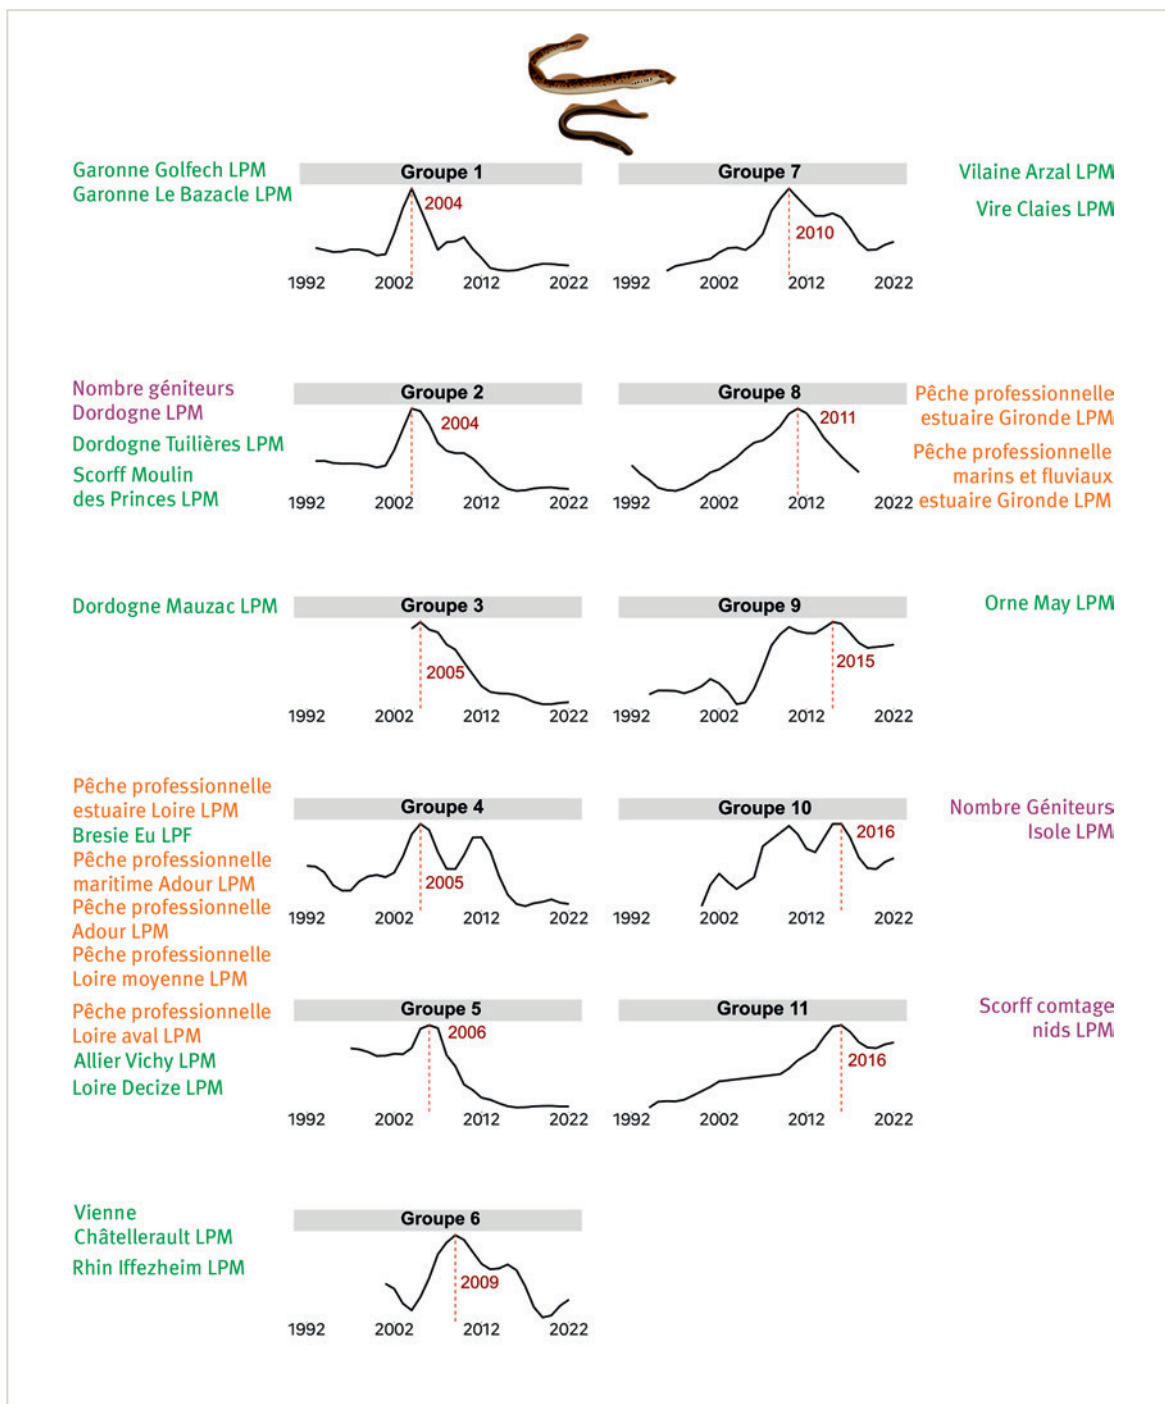 Garonne Golfech LPM
Garonne Le Bazacle LPM
Groupe 1
2004
1992 2002 2012 2022
Groupe 7
2010
1992 2002 2012 2022
Vilaine Arzal LPM
Vire Claies LPM
Nombre géniteurs
Dordogne LPM
Dordogne Tuilières LPM
Scorff Moulin
des Princes LPM
Groupe 2
2004
1992 2002 2012 2022
Groupe 8
2011
1992 2002 2012 2022
Pêche professionnelle
estuaire Gironde LPM
Pêche professionnelle
marins et fluviaux
estuaire Gironde LPM
Dordogne Mauzac LPM
Groupe 3
2005
1992 2002 2012 2022
Groupe 9
2015
1992 2002 2012 2022
Orne May LPM
Pêche professionnelle
estuaire Loire LPM
Bresie Eu LPF
Pêche professionnelle
maritime Adour LPM
Pêche professionnelle
Adour LPM
Pêche professionnelle
Loire moyenne LPM
Groupe 4
2005
1992 2002 2012 2022
Groupe 10
2016
1992 2002 2012 2022
Nombre Géniteurs
Isole LPM
Pêche professionnelle
Loire aval LPM
Allier Vichy LPM
Loire Decize LPM
Groupe 5
2006
1992 2002 2012 2022
Groupe 11
2016
1992 2002 2012 2022
Scorff comtage
nids LPM
Vienne
Châtellerault LPM
Rhin Iffezheim LPM
Groupe 6
2009
1992 2002 2012 2022